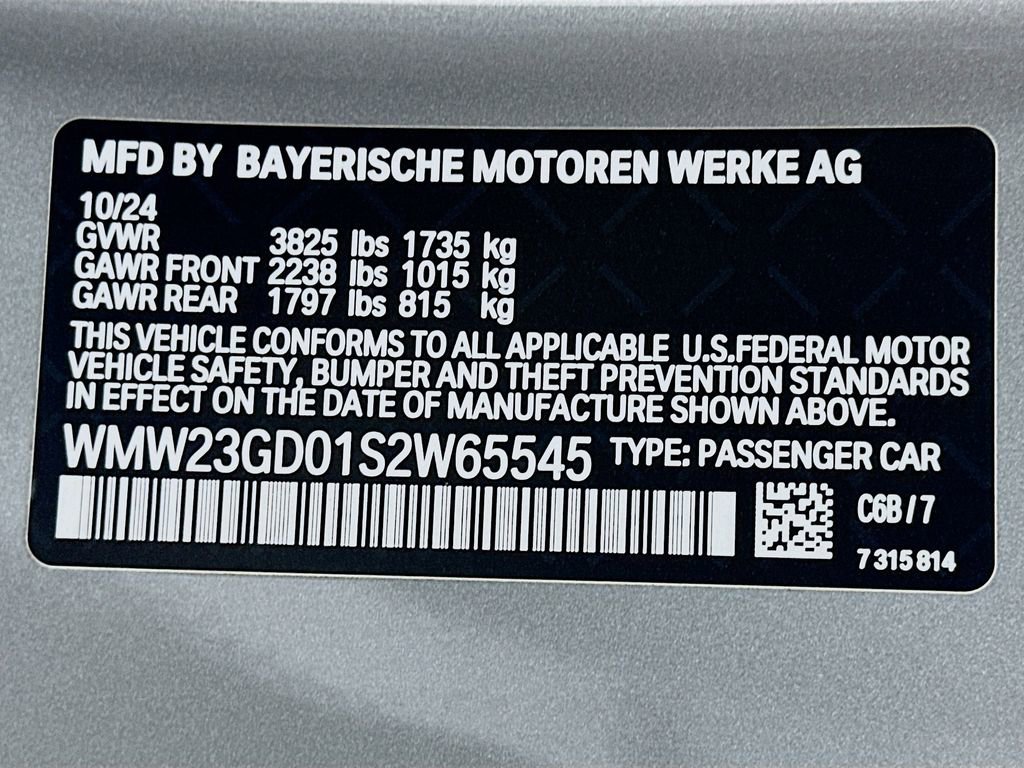 MFD BY BAYERISCHE MOTOREN WERKE AG
10/24
GVWR 3825 lbs 1735 kg
GAWR FRONT 2238 lbs 1015 kg
GAWR REAR 1797 lbs 815 kg
THIS VEHICLE CONFORMS TO ALL APPLICABLE U.S.FEDERAL MOTOR
VEHICLE SAFETY, BUMPER AND THEFT PREVENTION STANDARDS
IN EFFECT ON THE DATE OF MANUFACTURE SHOWN ABOVE.
WMW23GD01S2W65545 TYPE: PASSENGER CAR
C6B/7
7 315 814